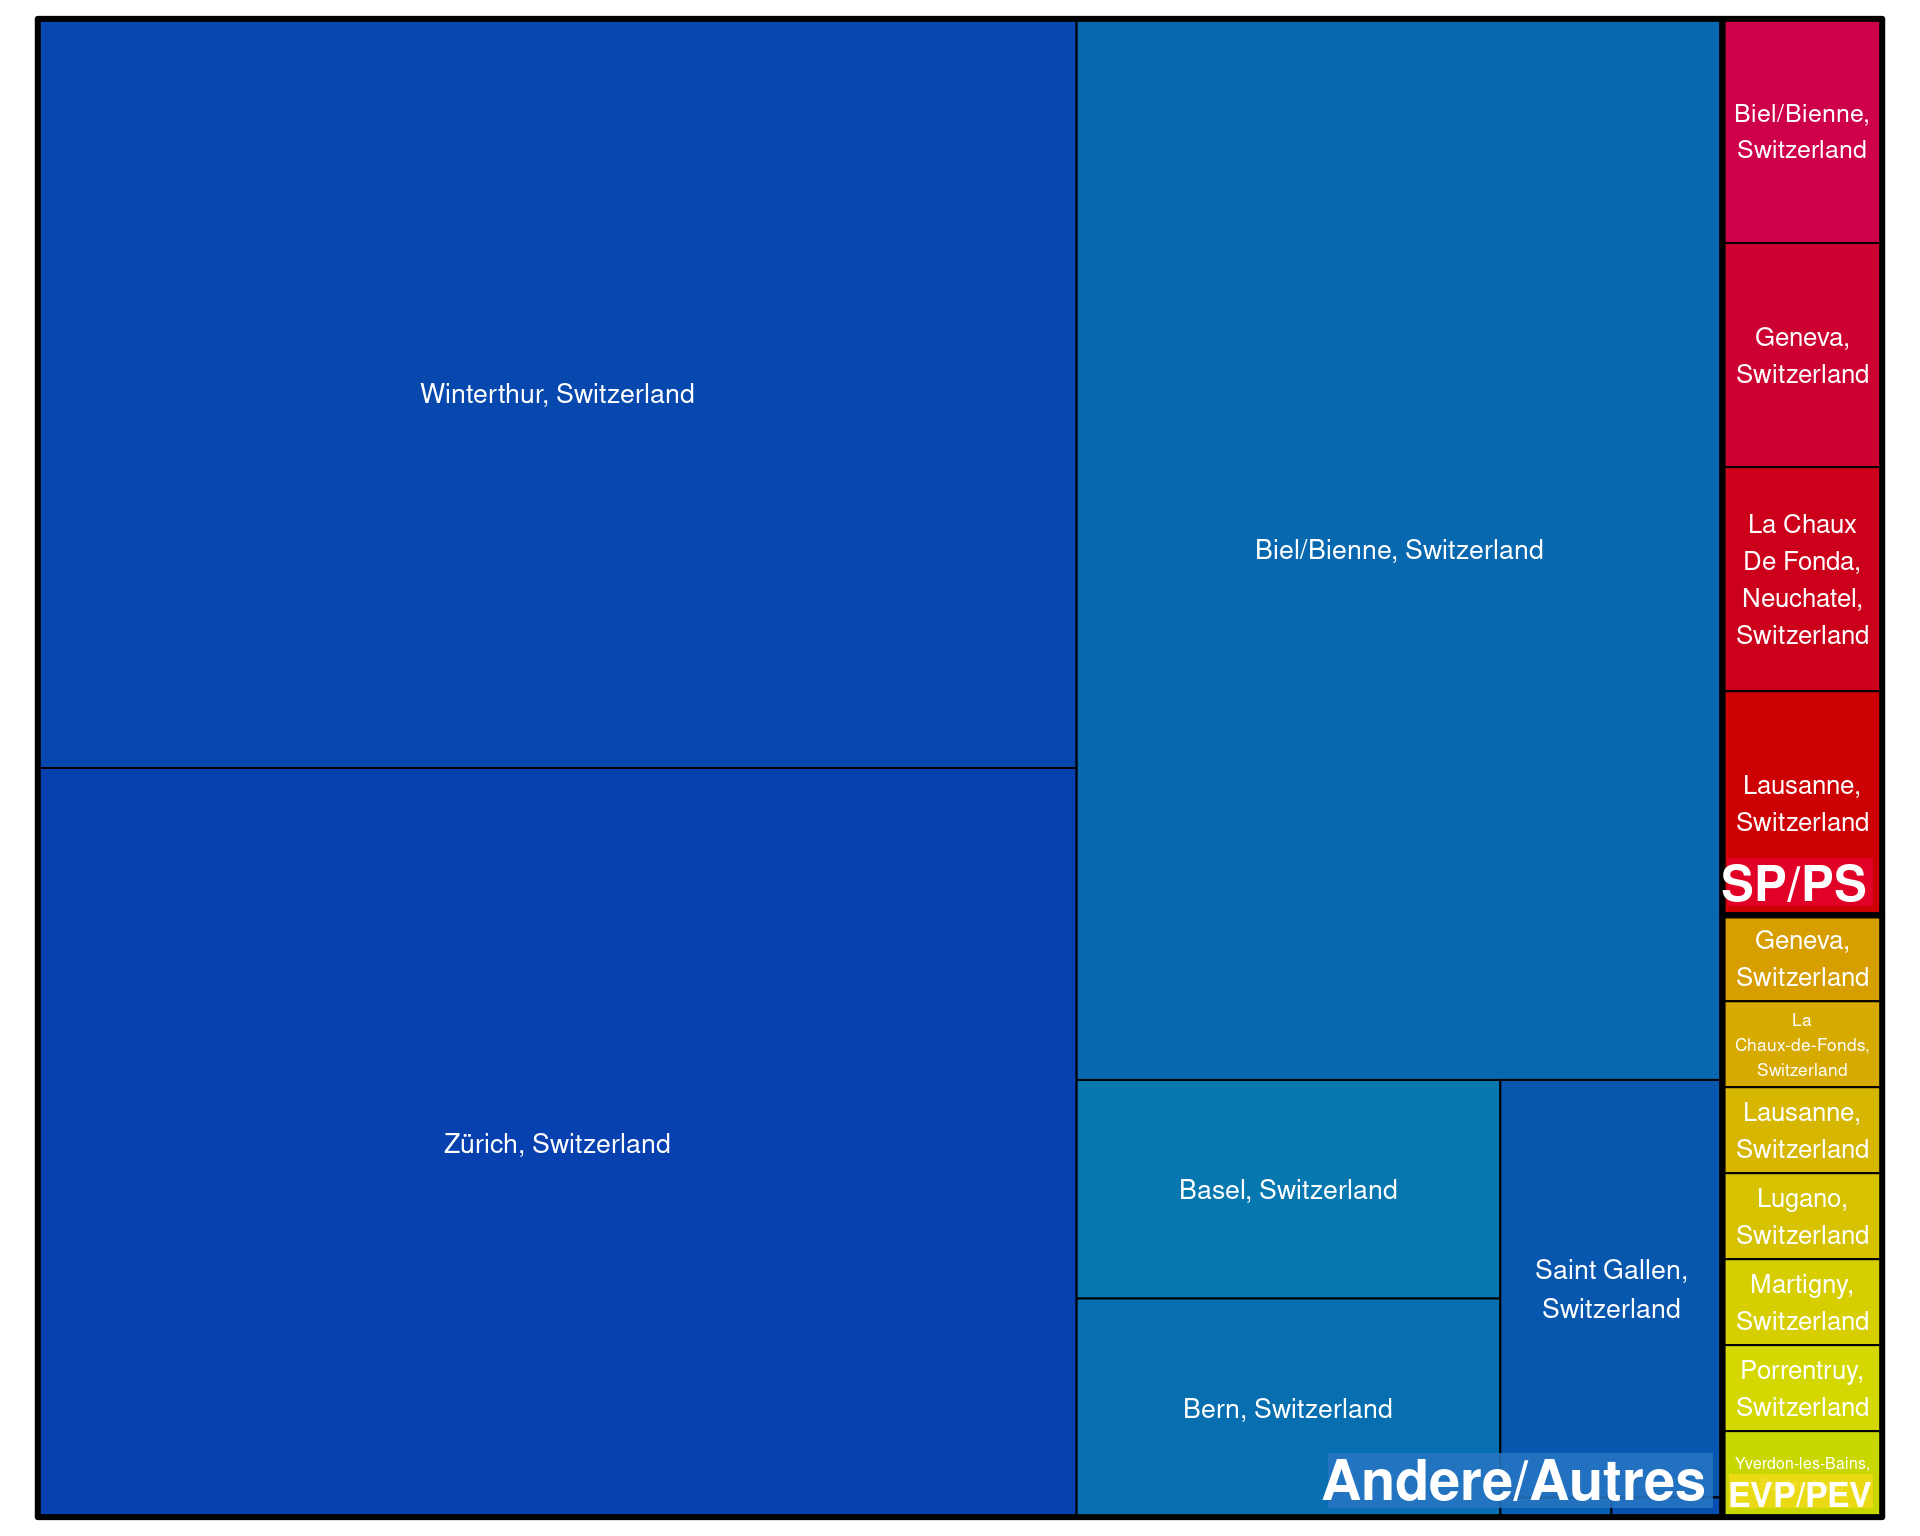 Winterthur, Switzerland
Zürich, Switzerland
Biel/Bienne, Switzerland
Basel, Switzerland
Bern, Switzerland
Saint Gallen,
Switzerland
Andere/Autres
Biel/Bienne,
Switzerland
Geneva,
Switzerland
La Chaux
De Fonda,
Neuchatel,
Switzerland
Lausanne,
Switzerland
SP/PS
Geneva,
Switzerland
La
Chaux-de-Fonds,
Switzerland
Lausanne,
Switzerland
Lugano,
Switzerland
Martigny,
Switzerland
Porrentruy,
Switzerland
Yverdon-les-Bains,
EVP/PEV